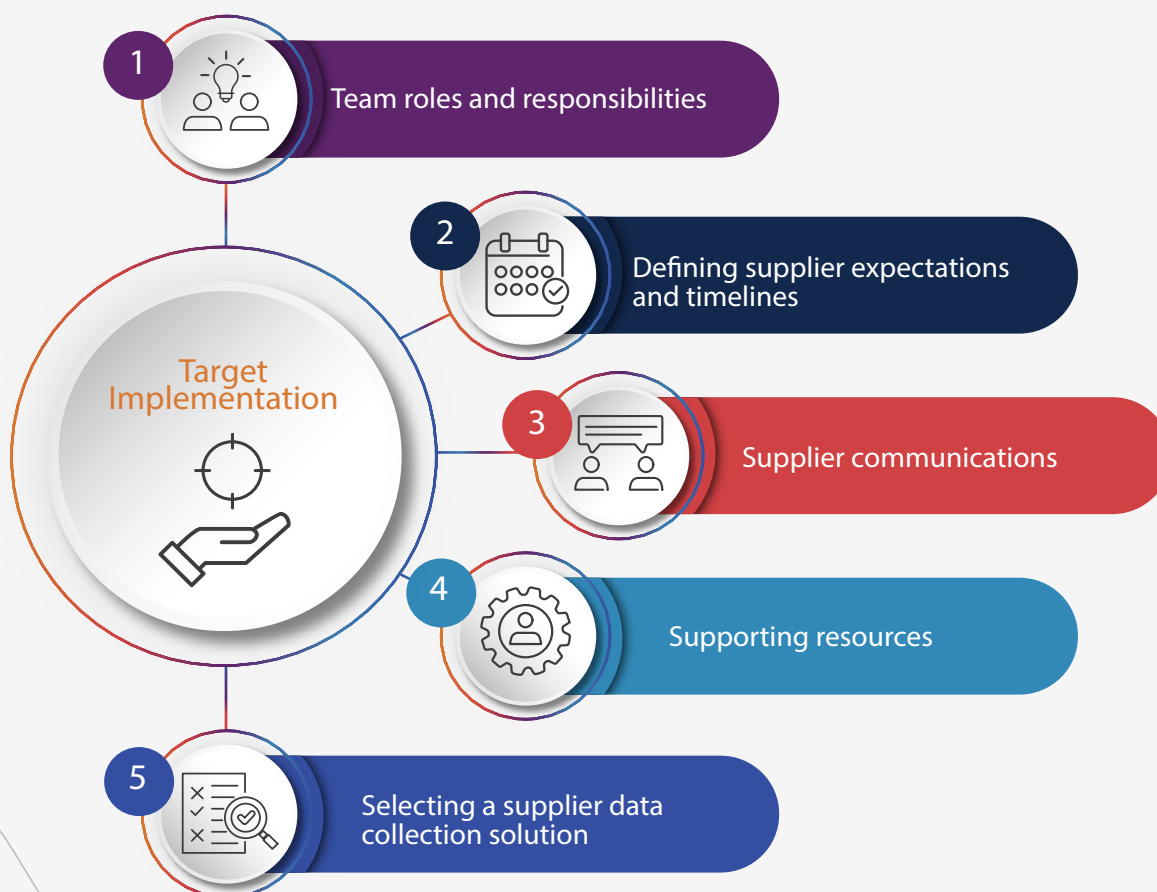 1
Team roles and responsibilities
2
Defining supplier expectations
and timelines
Target
Implementation
3
Supplier communications
4
Supporting resources
5
Selecting a supplier data
collection solution